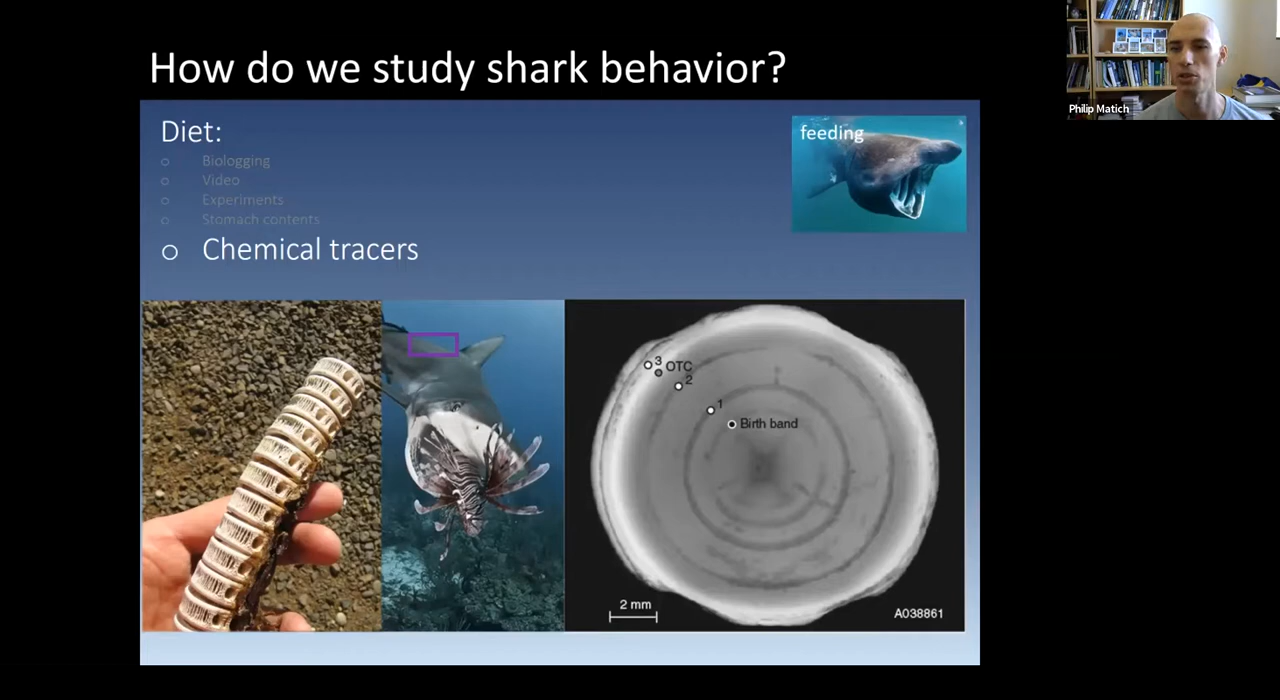 How do we study shark behavior?
Philip Matich
Diet:
feeding
o Biologging
o Video
o Experiments
o Stomach contents
o Chemical tracers
3
OTC
2
1
Birth band
2 mm
A038861